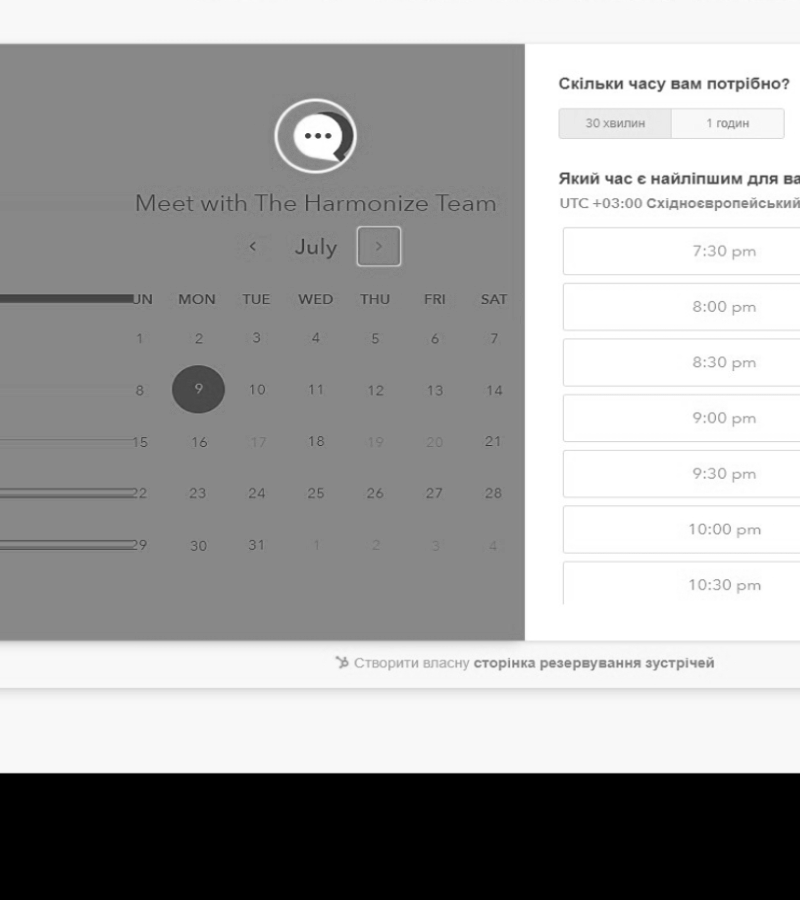 Meet with The Harmonize Team
July
UN MON TUE WED THU FRI SAT
1 2 3 4 5 6 7
8 9 10 11 12 13 14
15 16 17 18 19 20 21
22 23 24 25 26 27 28
29 30 31 1 2 3 4
Скільки часу вам потрібно?
30 хвилин 1 годин
Який час є найліпшим для ва
UTC +03:00 Східноєвропейський
7:30 pm
8:00 pm
8:30 pm
9:00 pm
9:30 pm
10:00 pm
10:30 pm
Створити власну сторінка резервування зустрічей